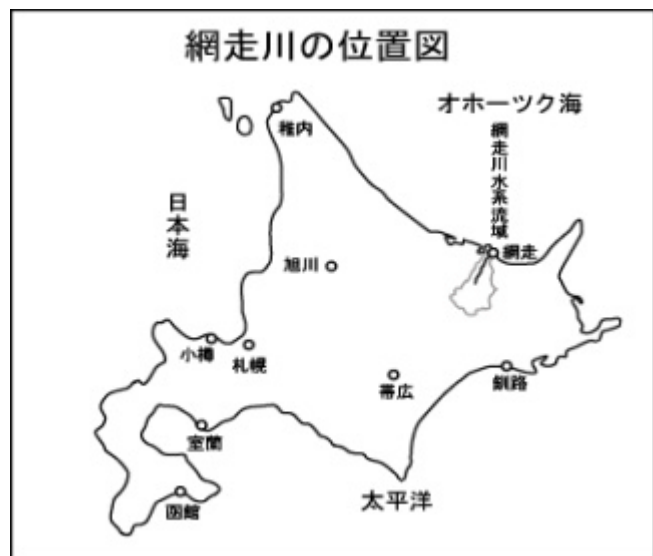 網走川の位置図
オホーツク海
稚内
網走川水系流域
日本海
旭川
網走
小樽
札幌
帯広
釧路
室蘭
太平洋
函館